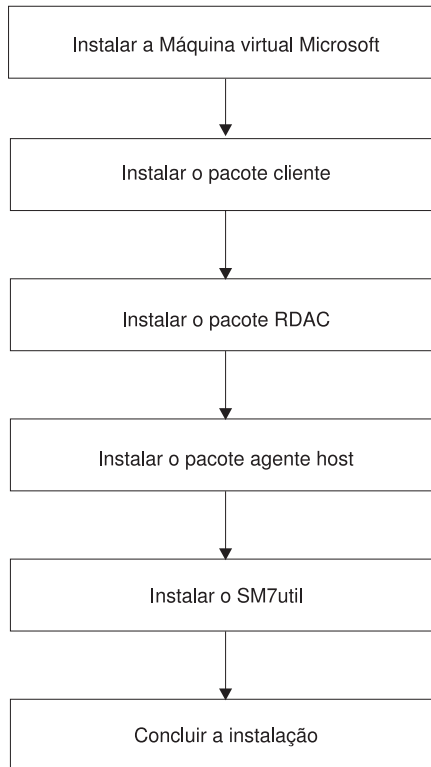 Instalar a Máquina virtual Microsoft
Instalar o pacote cliente
Instalar o pacote RDAC
Instalar o pacote agente host
Instalar o SM7util
Concluir a instalação